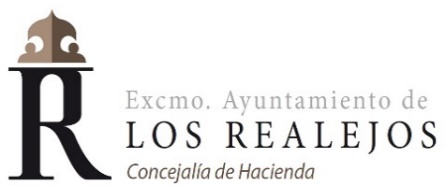 R
Excmo. Ayuntamiento de
LOS REALEJOS
Concejalía de Hacienda